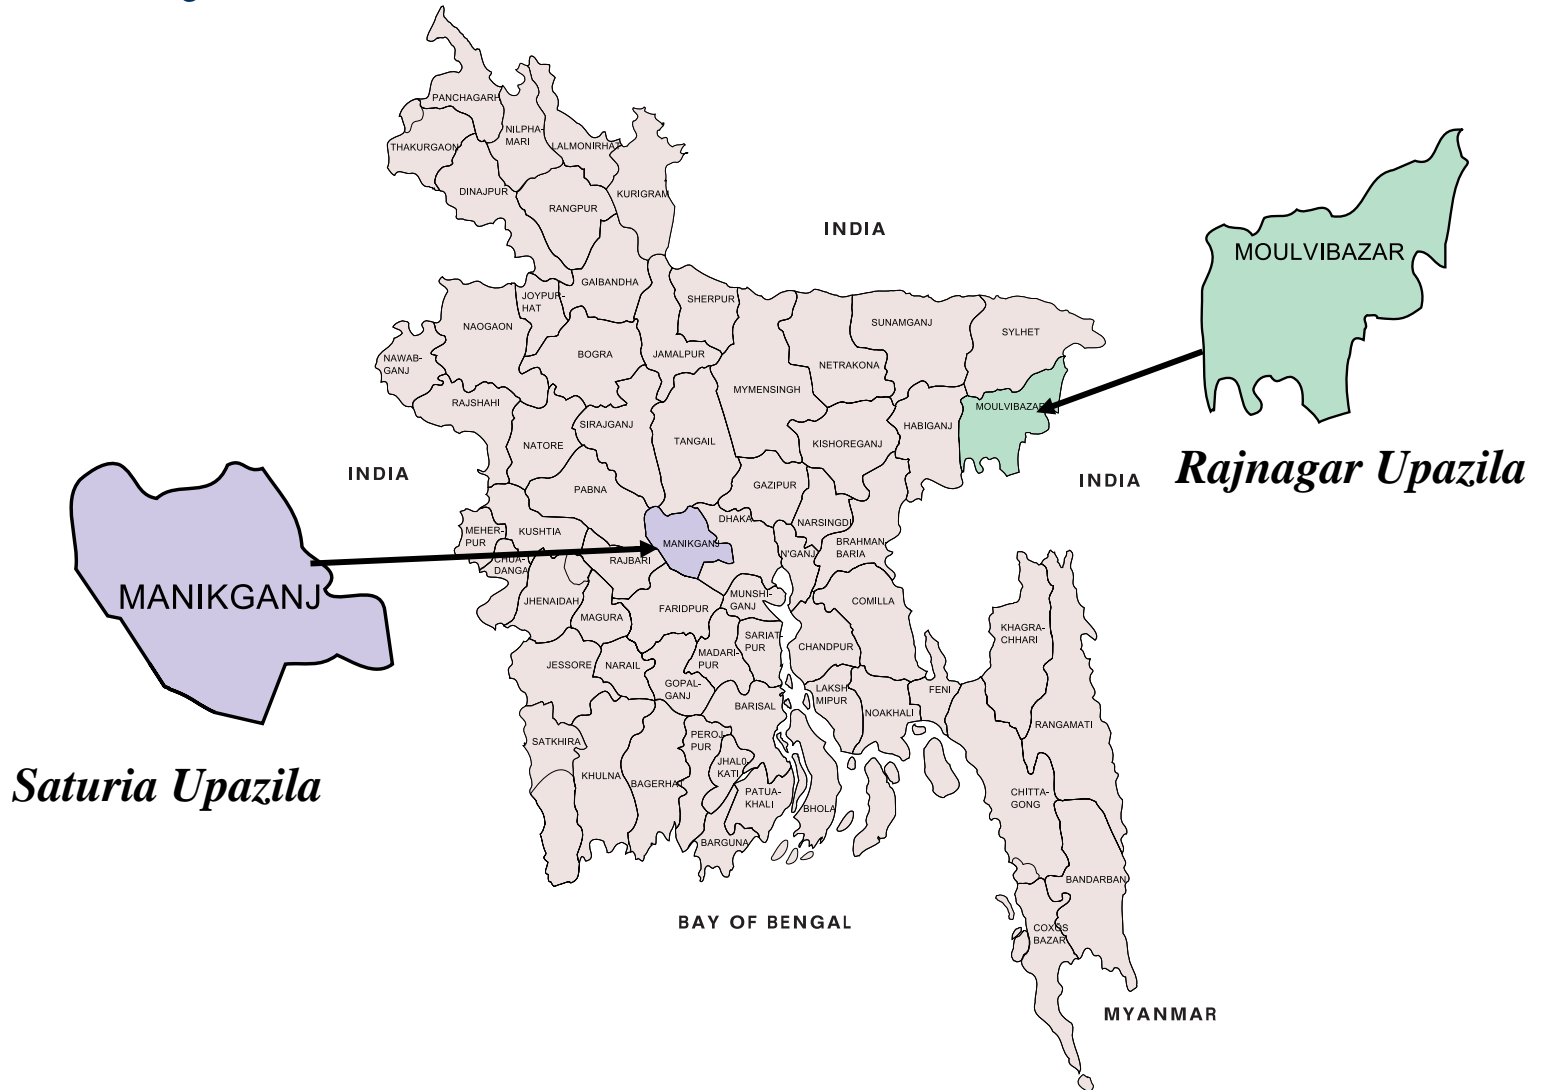 PANCHAGARH
NILPHA-
MARI
THAKURGAON
LALMONIRHAT
DINAJPUR
RANGPUR
KURIGRAM
INDIA
MOULVIBAZAR
GAIBANDHA
JOYPUR-
HAT
SHERPUR
NAOGAON
SUNAMGANJ
SYLHET
BOGRA
JAMALPUR
NAWAB-
GANJ
NETRAKONA
MYMENSINGH
RAJSHAHI
MOULVIBAZAR
SIRAJGANJ
HABIGANJ
NATORE
TANGAIL
KISHOREGANJ
INDIA
INDIA
Rajnagar Upazila
PABNA
GAZIPUR
DHAKA
NARSINGDI
MEHER-
PUR
KUSHTIA
MANIKGANJ
BRAHMAN
BARIA
N'GANJ
CHUA-
DANGA
RAJBARI
MANIKGANJ
JHENAIDAH
MAGURA
FARIDPUR
MUNSHI-
GANJ
COMILLA
KHAGRA-
CHHARI
SARIAT-
PUR
CHANDPUR
MADARI-
PUR
JESSORE
NARAIL
GOPAL-
GANJ
LAKSH
MIPUR
FENI
BARISAL
NOAKHALI
RANGAMATI
SATKHIRA
PEROJ
PUR
JHAL0-
KATI
KHULNA
BAGERHAT
PATUA-
KHALI
BHOLA
CHITTA-
GONG
Saturia Upazila
BARGUNA
BANDARBAN
BAY OF BENGAL
COXOS
BAZAR
MYANMAR